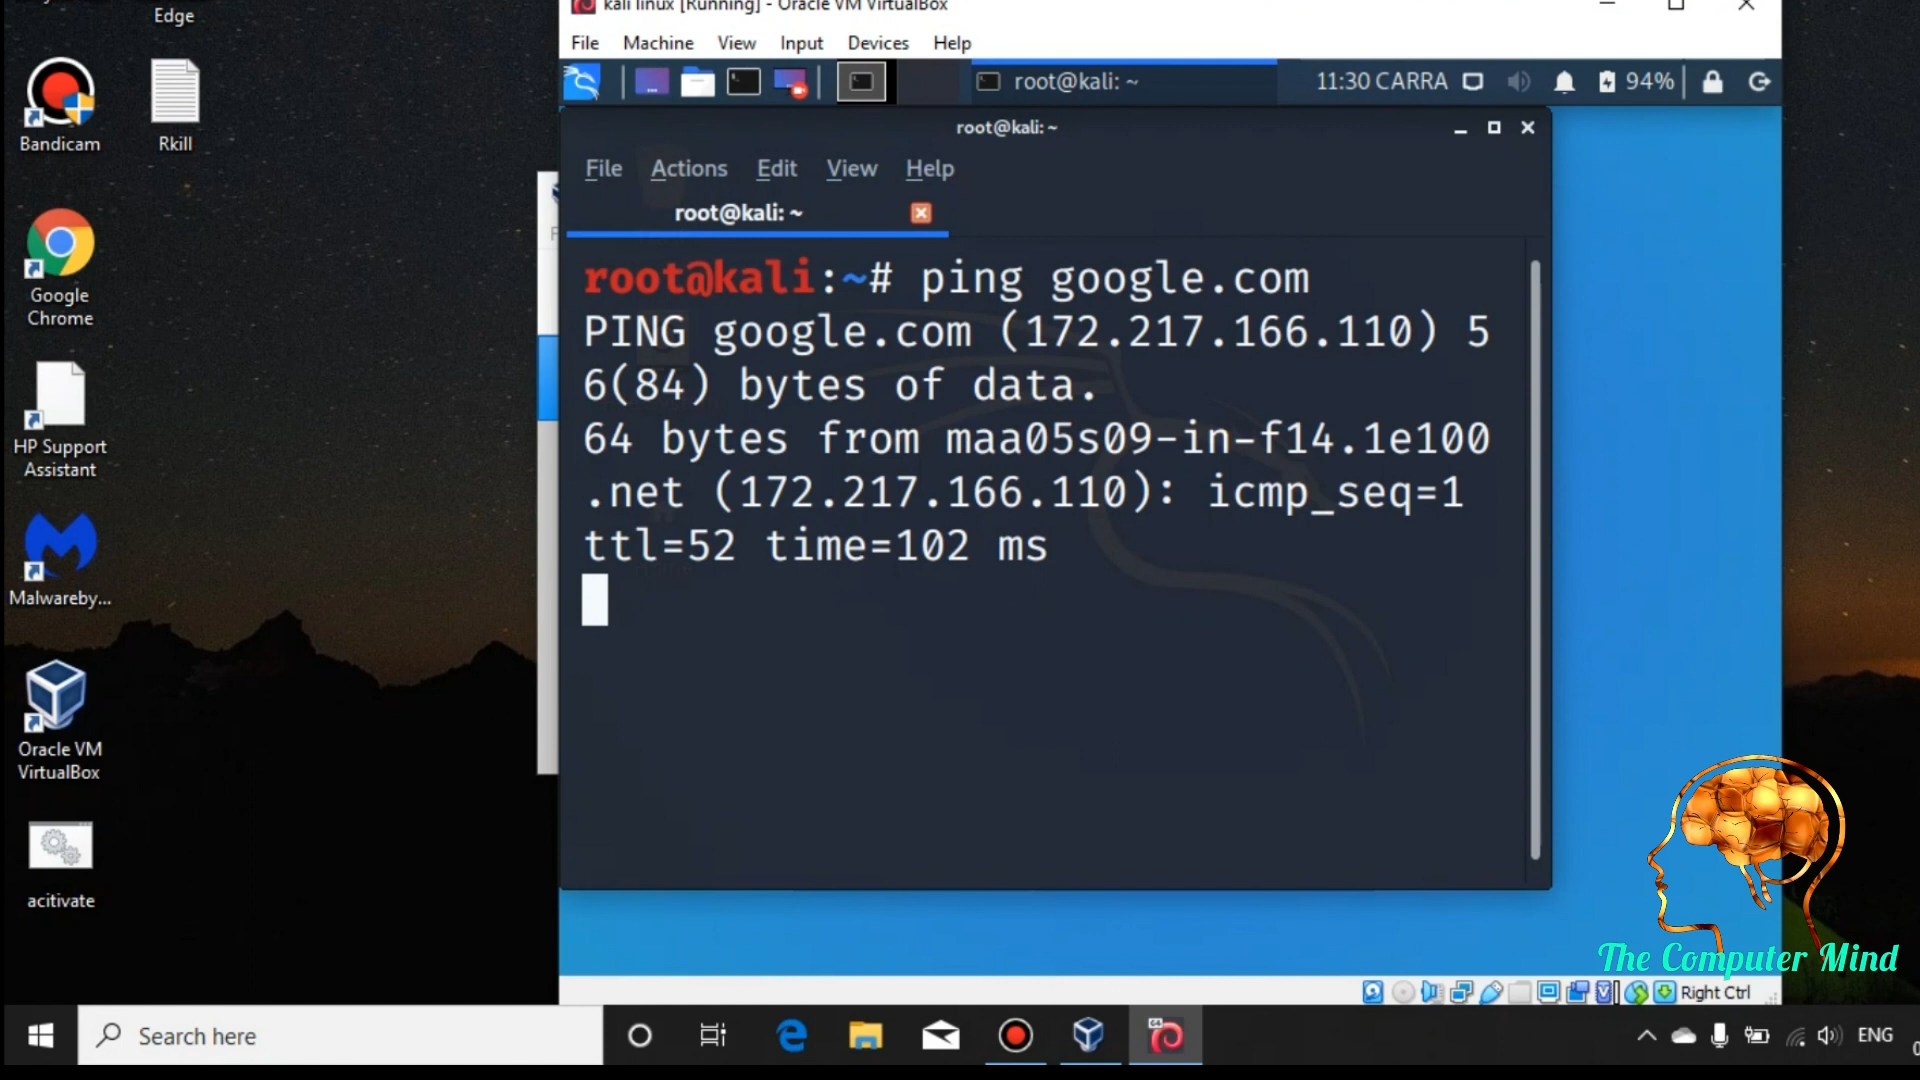 Edge
Bandicam
Rkill
Google
Chrome
HP Support
Assistant
Malwareby...
Oracle VM
VirtualBox
acitivate
kali linux [Running] - Oracle VM VirtualBox
File Machine View Input Devices Help
root@kali: ~
11:30 CARRA
94%
root@kali: ~
File Actions Edit View Help
root@kali: ~
root@kali:~# ping google.com
PING google.com (172.217.166.110) 5
6(84) bytes of data.
64 bytes from maa05s09-in-f14.1e100
.net (172.217.166.110): icmp_seq=1
ttl=52 time=102 ms
The Computer Mind
Right Ctrl
Search here
64
ENG